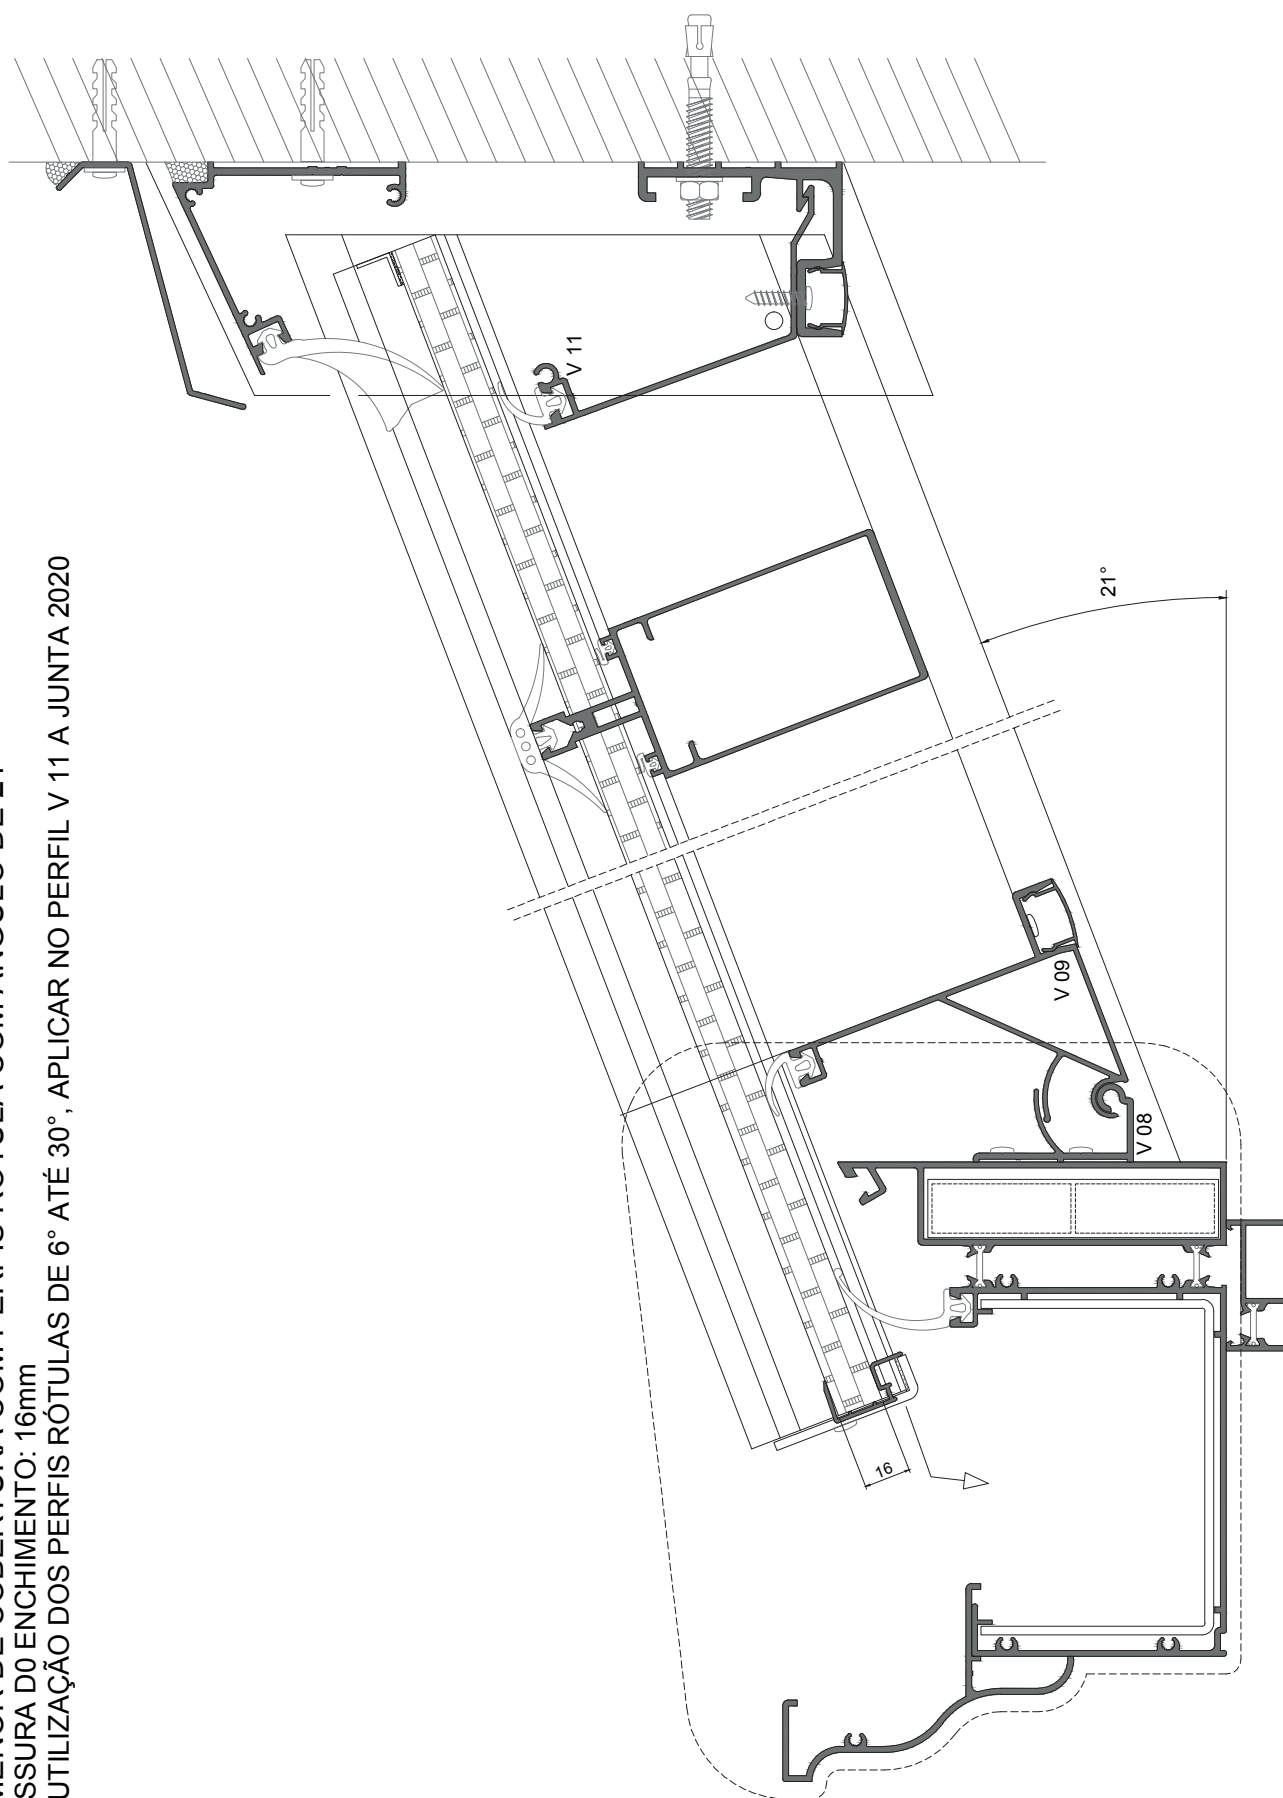 SSURA D0 ENCHIMENTO: 16mm
UTILIZAÇÃO DOS PERFIS RÓTULAS DE 6° ATÉ 30°, APLICAR NO PERFIL V 11 A JUNTA 2020
V 11
21°
V 09
V 08
16